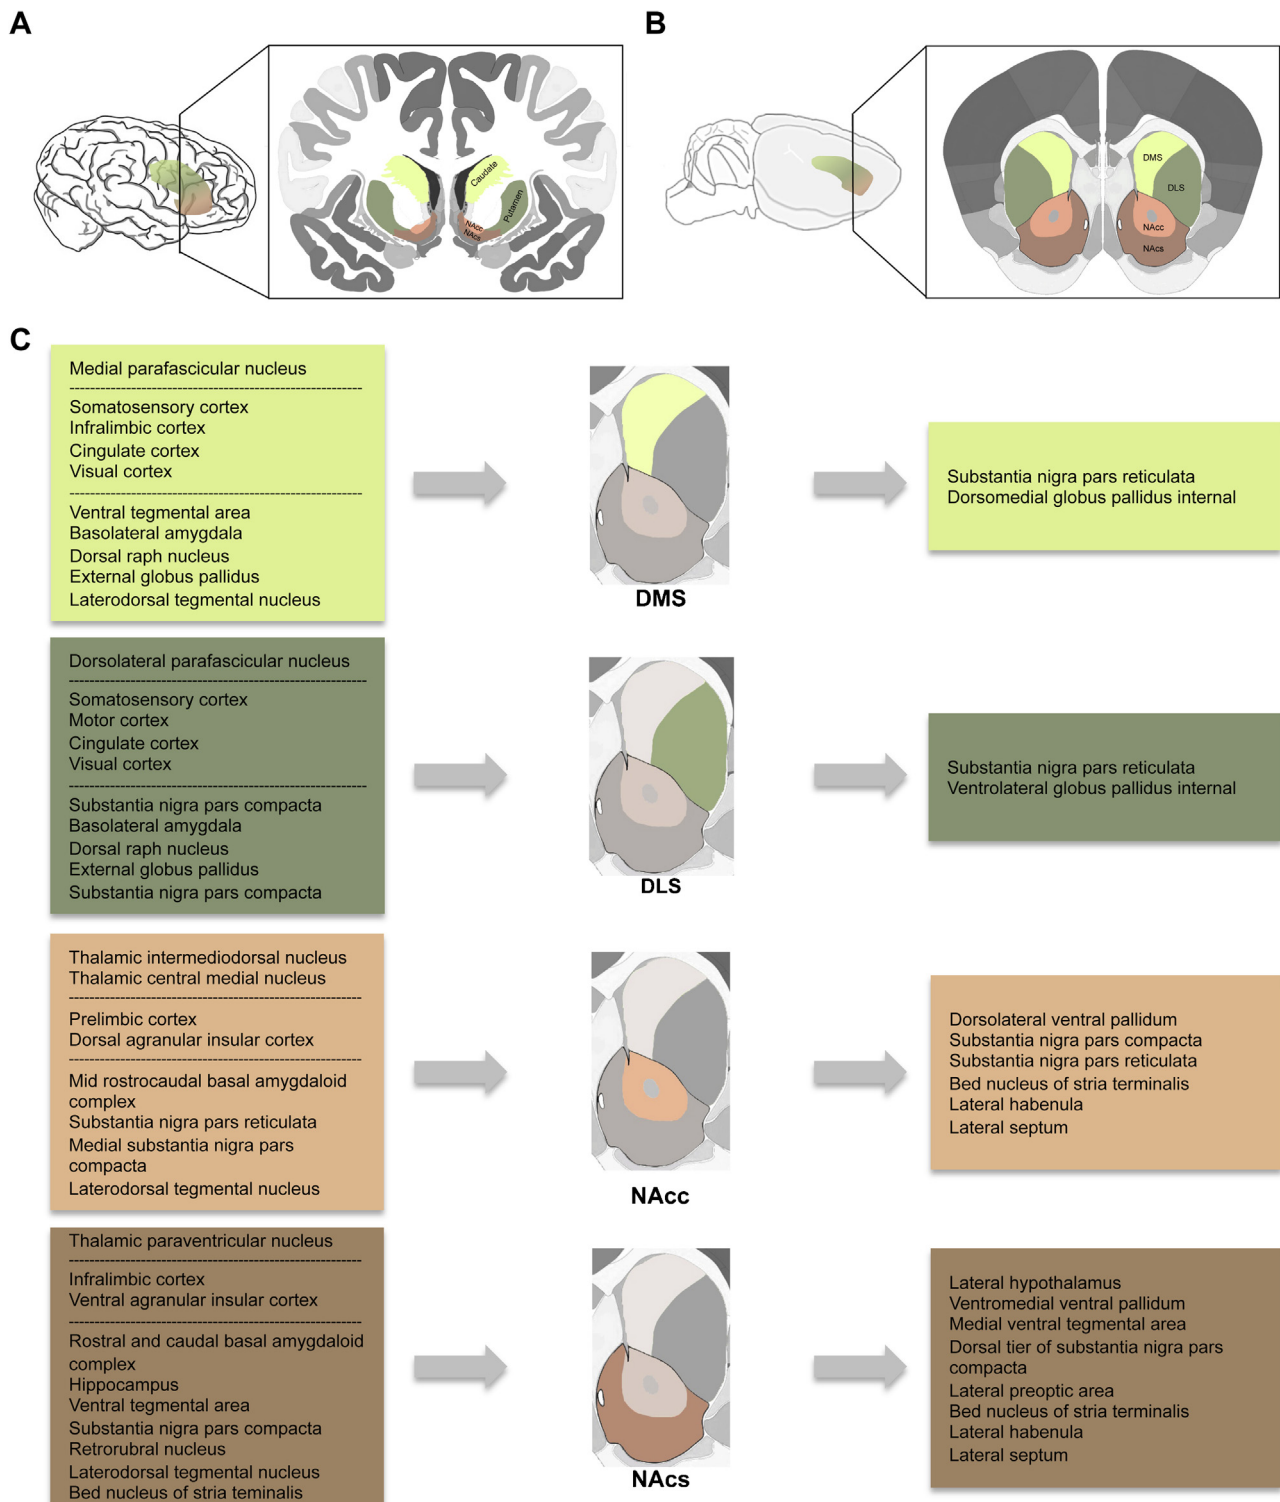 A
B
Caudate
Putamen
NAcc
NAcs
DMS
DLS
NAcc
NAcs
C
Medial parafascicular nucleus
--------------------------------------------------------
Somatosensory cortex
Infralimbic cortex
Cingulate cortex
Visual cortex
--------------------------------------------------------
Ventral tegmental area
Basolateral amygdala
Dorsal raph nucleus
External globus pallidus
Laterodorsal tegmental nucleus
DMS
Substantia nigra pars reticulata
Dorsomedial globus pallidus internal
Dorsolateral parafascicular nucleus
--------------------------------------------------------
Somatosensory cortex
Motor cortex
Cingulate cortex
Visual cortex
--------------------------------------------------------
Substantia nigra pars compacta
Basolateral amygdala
Dorsal raph nucleus
External globus pallidus
Substantia nigra pars compacta
DLS
Substantia nigra pars reticulata
Ventrolateral globus pallidus internal
Thalamic intermediodorsal nucleus
Thalamic central medial nucleus
--------------------------------------------------------
Prelimbic cortex
Dorsal agranular insular cortex
--------------------------------------------------------
Mid rostrocaudal basal amygdaloid
complex
Substantia nigra pars reticulata
Medial substantia nigra pars
compacta
Laterodorsal tegmental nucleus
NAcc
Dorsolateral ventral pallidum
Substantia nigra pars compacta
Substantia nigra pars reticulata
Bed nucleus of stria terminalis
Lateral habenula
Lateral septum
Thalamic paraventricular nucleus
--------------------------------------------------------
Infralimbic cortex
Ventral agranular insular cortex
--------------------------------------------------------
Rostral and caudal basal amygdaloid
complex
Hippocampus
Ventral tegmental area
Substantia nigra pars compacta
Retrorubral nucleus
Laterodorsal tegmental nucleus
Bed nucleus of stria teminalis
NAcs
Lateral hypothalamus
Ventromedial ventral pallidum
Medial ventral tegmental area
Dorsal tier of substantia nigra pars
compacta
Lateral preoptic area
Bed nucleus of stria terminalis
Lateral habenula
Lateral septum